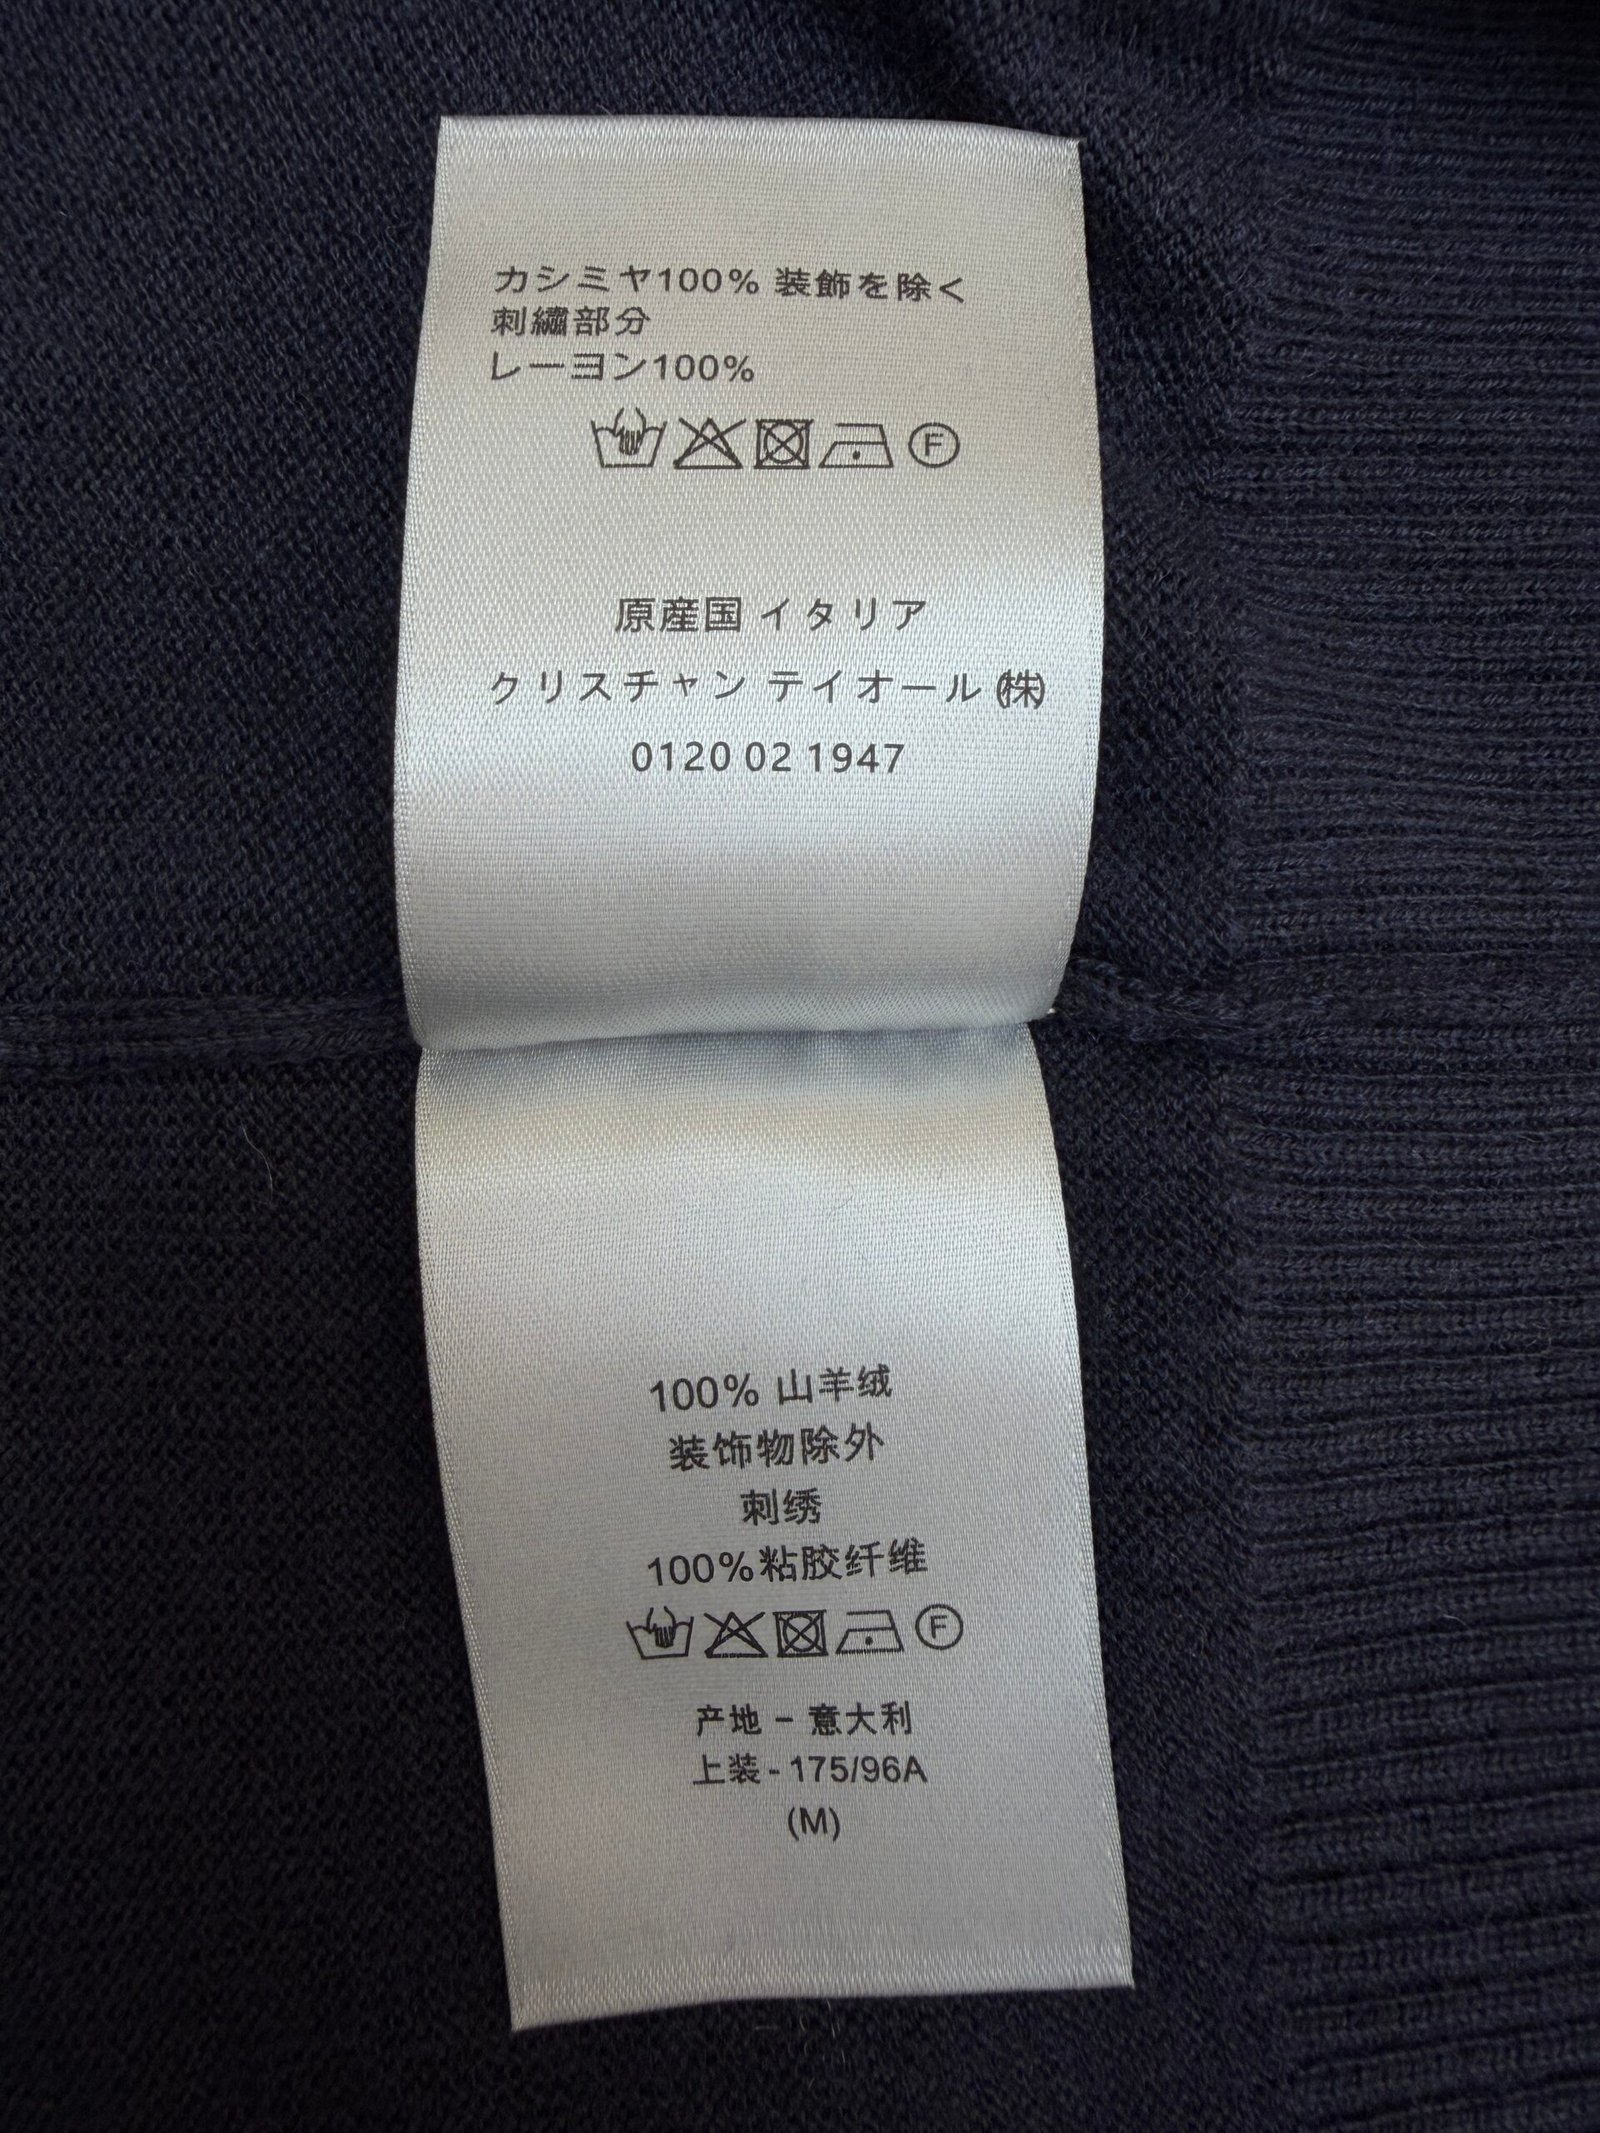 カシミヤ100% 装飾を除く
刺繍部分
レーヨン100%
F
原産国 イタリア
クリスチャン テイオール (株)
0120 02 1947
100% 山羊绒
装饰物除外
刺绣
100%粘胶纤维
F
产地 - 意大利
上装 - 175/96A
(M)